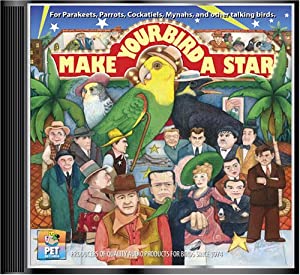 For Parakeets, Parrots, Cockatiels, Mynahs, and other talking birds.
MAKE YOUR BIRD A STAR
PET
PRODUCERS OF QUALITY AUDIO PRODUCTS FOR BIRDS SINCE 1974